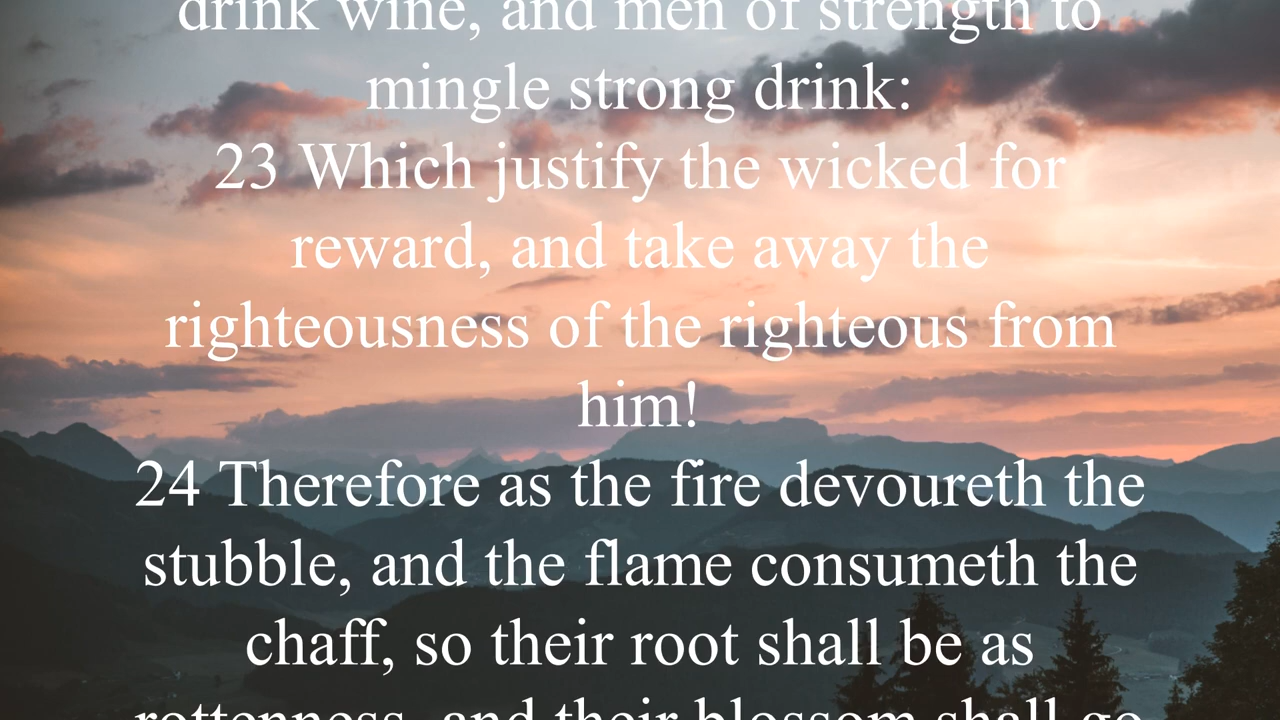 drink wine, and men of strength to
mingle strong drink:
23 Which justify the wicked for
reward, and take away the
righteousness of the righteous from
him!
24 Therefore as the fire devoureth the
stubble, and the flame consumeth the
chaff, so their root shall be as
rottenness, and their blossom shall go